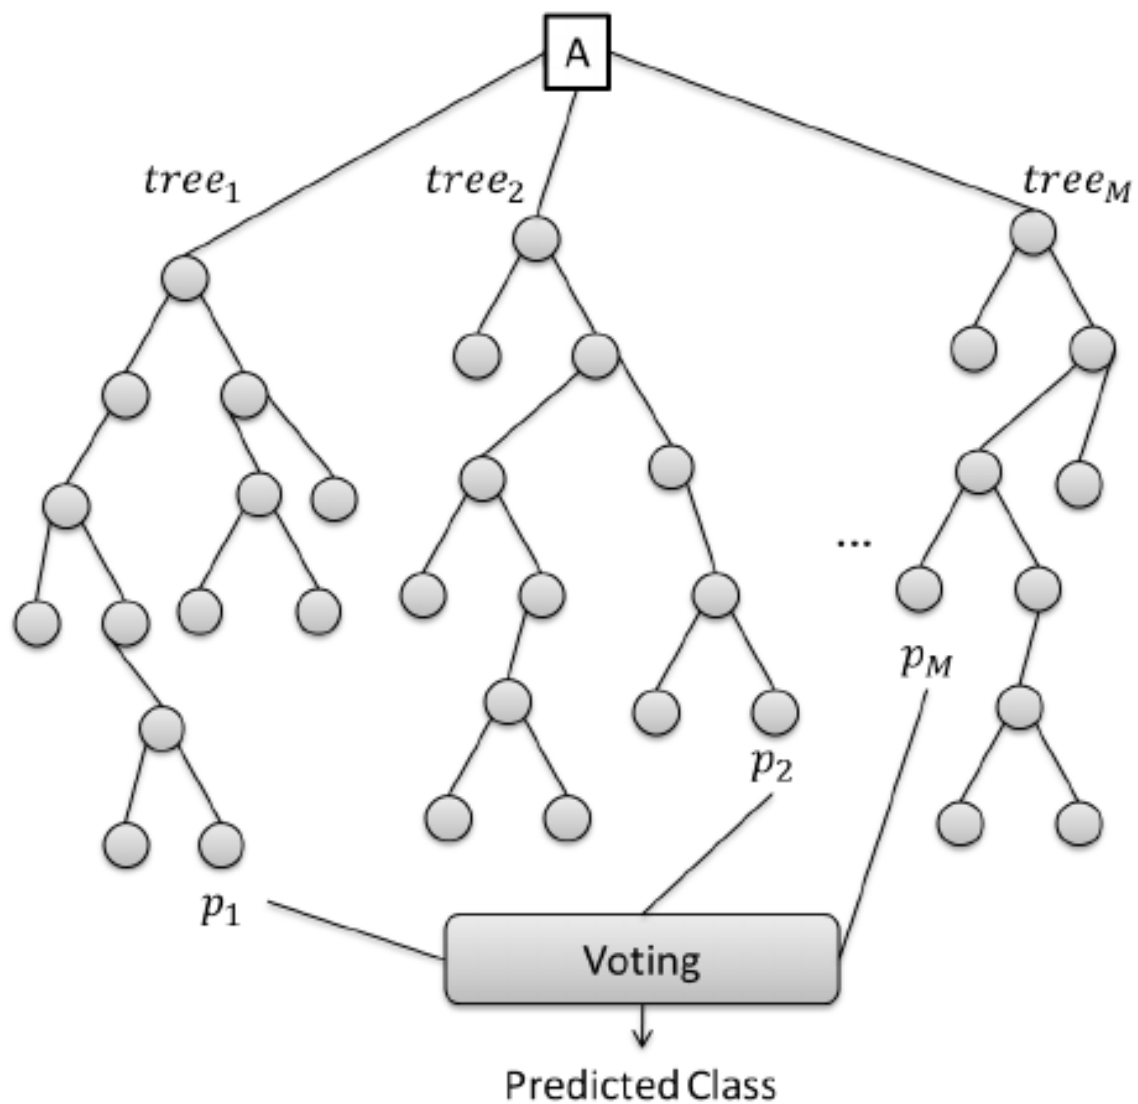 A
tree₁
tree₂
tree_M
...
p_M
p₂
p₁
Voting
Predicted Class